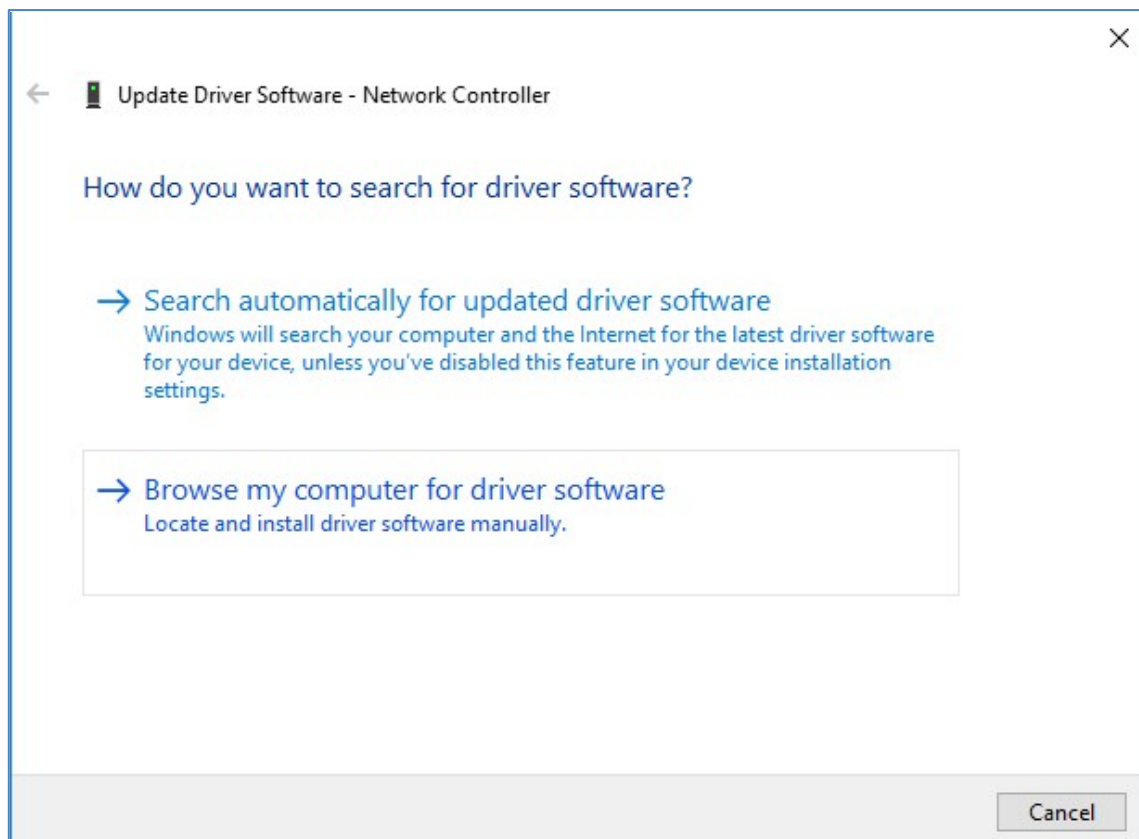 Update Driver Software - Network Controller
How do you want to search for driver software?
Search automatically for updated driver software
Windows will search your computer and the Internet for the latest driver software
for your device, unless you've disabled this feature in your device installation
settings.
Browse my computer for driver software
Locate and install driver software manually.
Cancel